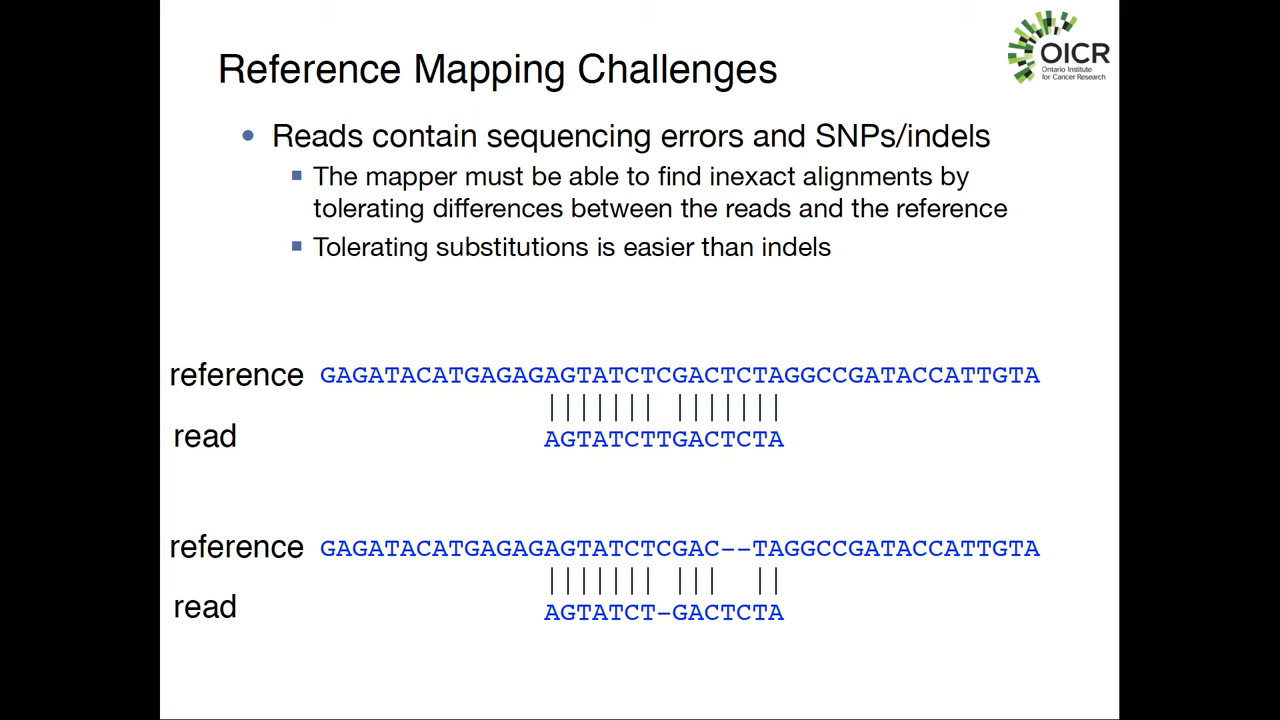 OICR
Ontario Institute
for Cancer Research
Reference Mapping Challenges
• Reads contain sequencing errors and SNPs/indels
▪ The mapper must be able to find inexact alignments by
tolerating differences between the reads and the reference
▪ Tolerating substitutions is easier than indels
reference GAGATACATGAGAGAGTATCTCGACTCTAGGCCGATACCATTGTA
||||||| |||||||
read AGTATCTTGACTCTA
reference GAGATACATGAGAGAGTATCTCGAC--TAGGCCGATACCATTGTA
||||||| ||| ||
read AGTATCT-GACTCTA